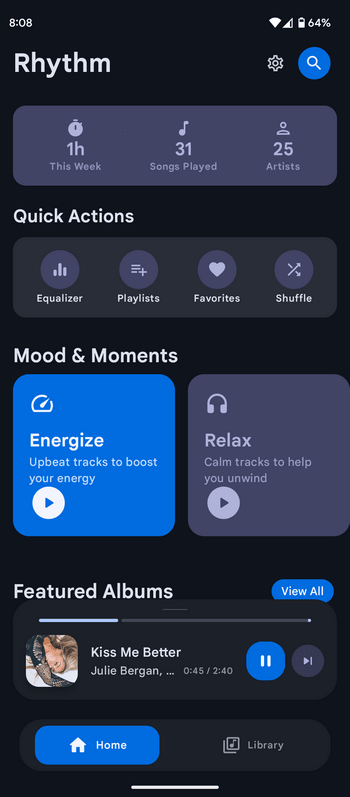 8:08
64%
Rhythm
1h
This Week
31
Songs Played
25
Artists
Quick Actions
Equalizer
Playlists
Favorites
Shuffle
Mood & Moments
Energize
Upbeat tracks to boost
your energy
Relax
Calm tracks to help
you unwind
Featured Albums
View All
Kiss Me Better
Julie Bergan, ...
0:45 / 2:40
Home
Library